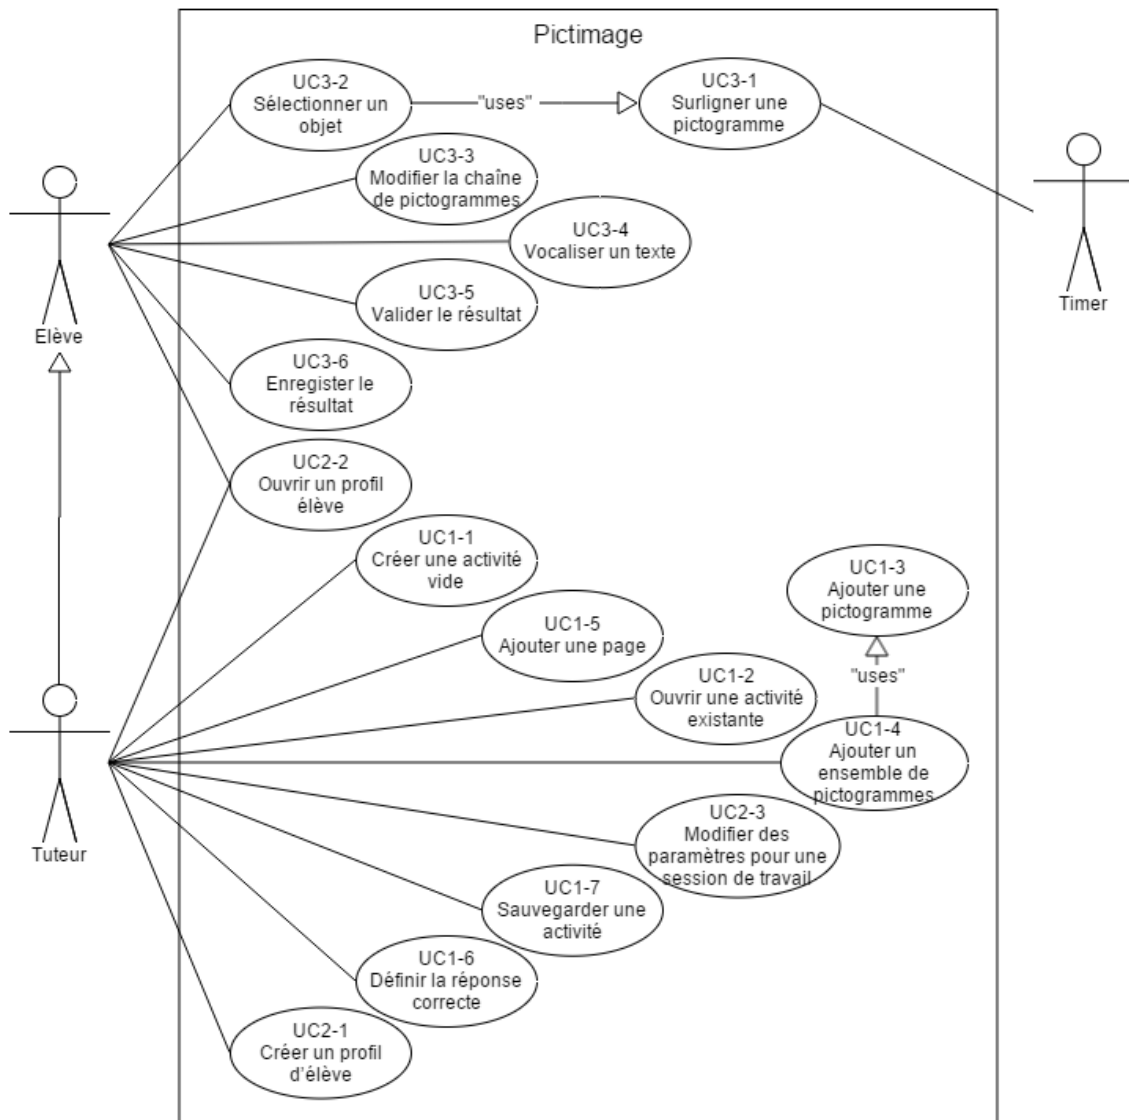 Pictimage
UC3-2
Sélectionner un
objet
"uses"
UC3-1
Surligner une
pictogramme
UC3-3
Modifier la chaîne
de pictogrammes
UC3-4
Vocaliser un texte
UC3-5
Valider le résultat
Elève
Timer
UC3-6
Enregister le
résultat
UC2-2
Ouvrir un profil
élève
UC1-1
Créer une activité
vide
UC1-3
Ajouter une
pictogramme
UC1-5
Ajouter une page
"uses"
UC1-2
Ouvrir une activité
existante
UC1-4
Ajouter un
ensemble de
pictogrammes
Tuteur
UC2-3
Modifier des
paramètres pour une
session de travail
UC1-7
Sauvegarder une
activité
UC1-6
Définir la réponse
correcte
UC2-1
Créer un profil
d'élève